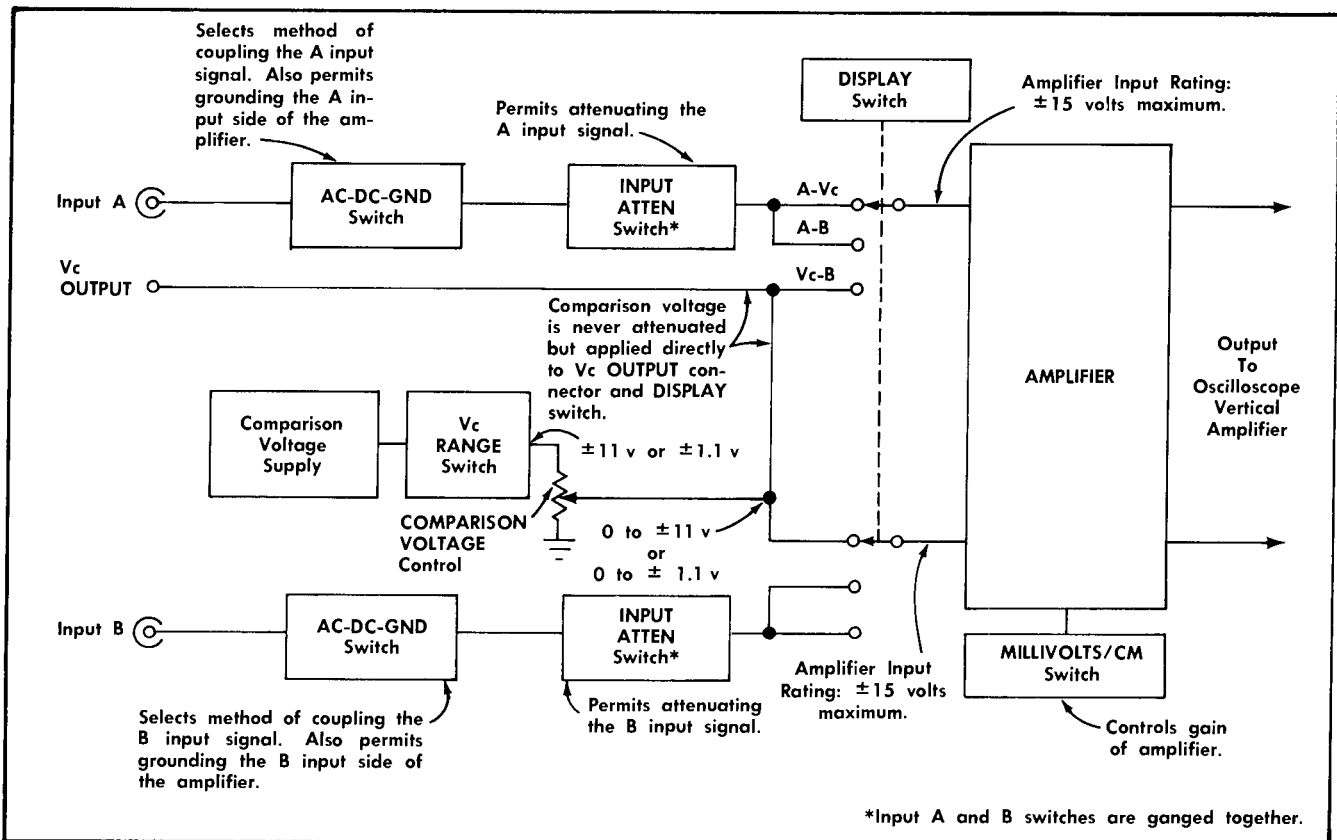 Selects method of
coupling the A input
signal. Also permits
grounding the A in-
put side of the am-
plifier.
Permits attenuating the
A input signal.
DISPLAY
Switch
Amplifier Input Rating:
±15 volts maximum.
Input A
AC-DC-GND
Switch
INPUT
ATTEN
Switch*
A-Vc
A-B
Vc-B
Vc
OUTPUT
Comparison voltage
is never attenuated
but applied directly
to Vc OUTPUT con-
nector and DISPLAY
switch.
AMPLIFIER
Output
To
Oscilloscope
Vertical
Amplifier
Comparison
Voltage
Supply
Vc
RANGE
Switch
±11 v or ±1.1 v
COMPARISON
VOLTAGE
Control
0 to ±11 v
or
0 to ± 1.1 v
Input B
AC-DC-GND
Switch
INPUT
ATTEN
Switch*
Amplifier Input
Rating: ±15 volts
maximum.
MILLIVOLTS/CM
Switch
Selects method of coupling the
B input signal. Also permits
grounding the B input side of
the amplifier.
Permits attenuating
the B input signal.
Controls gain
of amplifier.
*Input A and B switches are ganged together.